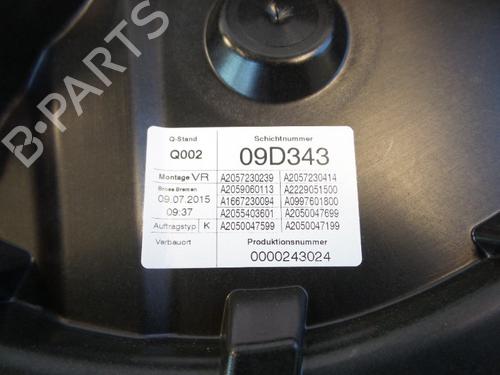 B-PARTS
Q-Stand Schichtnummer
Q002 09D343
Montage VR A2057230239 A2057230414
Brose Bremen A2059060113 A2229051500
09.07.2015 A1667230094 A0997601800
09:37 A2055403601 A2050047699
Auftragstyp K A2050047599 A2050047199
Verbauort Produktionsnummer
0000243024